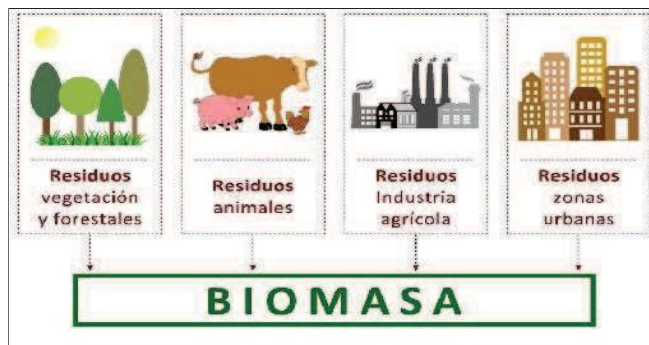 Residuos
vegetación
y forestales
Residuos
animales
Residuos
Industria
agrícola
Residuos
zonas
urbanas
BIOMASA